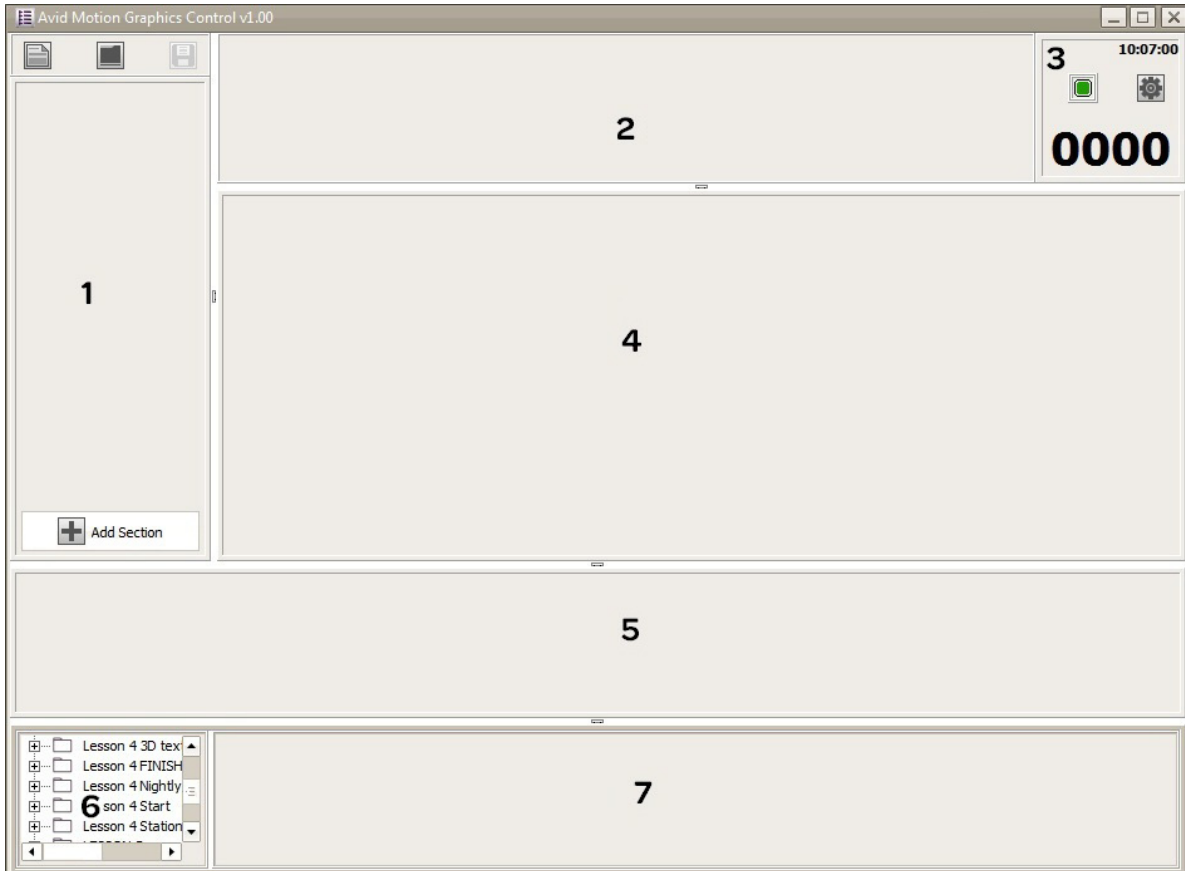 Avid Motion Graphics Control v1.00
10:07:00
3
0000
2
1
4
Add Section
5
Lesson 4 3D tex
Lesson 4 FINISH
Lesson 4 Nightly
6 son 4 Start
Lesson 4 Station
7